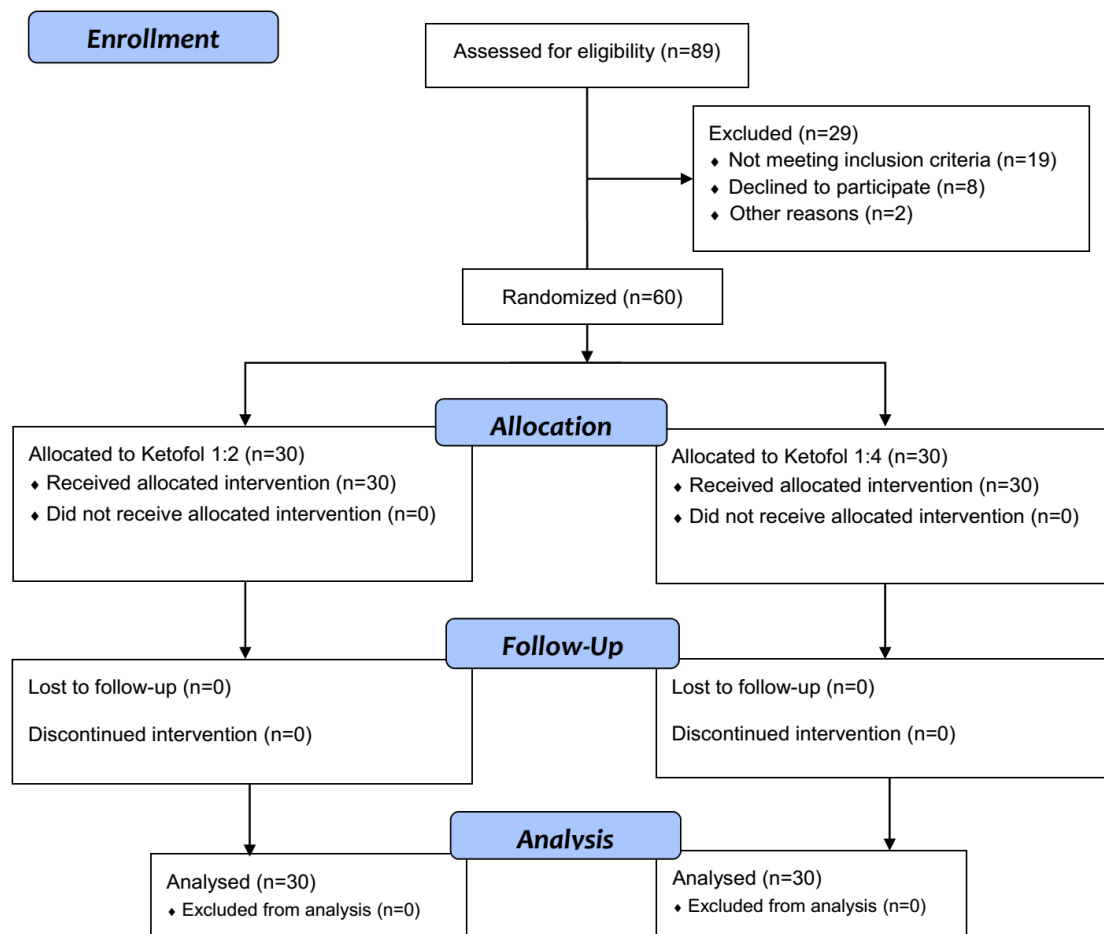 Enrollment
Assessed for eligibility (n=89)
Excluded (n=29)
♦ Not meeting inclusion criteria (n=19)
♦ Declined to participate (n=8)
♦ Other reasons (n=2)
Randomized (n=60)
Allocation
Allocated to Ketofol 1:2 (n=30)
♦ Received allocated intervention (n=30)
♦ Did not receive allocated intervention (n=0)
Allocated to Ketofol 1:4 (n=30)
♦ Received allocated intervention (n=30)
♦ Did not receive allocated intervention (n=0)
Follow-Up
Lost to follow-up (n=0)
Discontinued intervention (n=0)
Lost to follow-up (n=0)
Discontinued intervention (n=0)
Analysis
Analysed (n=30)
♦ Excluded from analysis (n=0)
Analysed (n=30)
♦ Excluded from analysis (n=0)